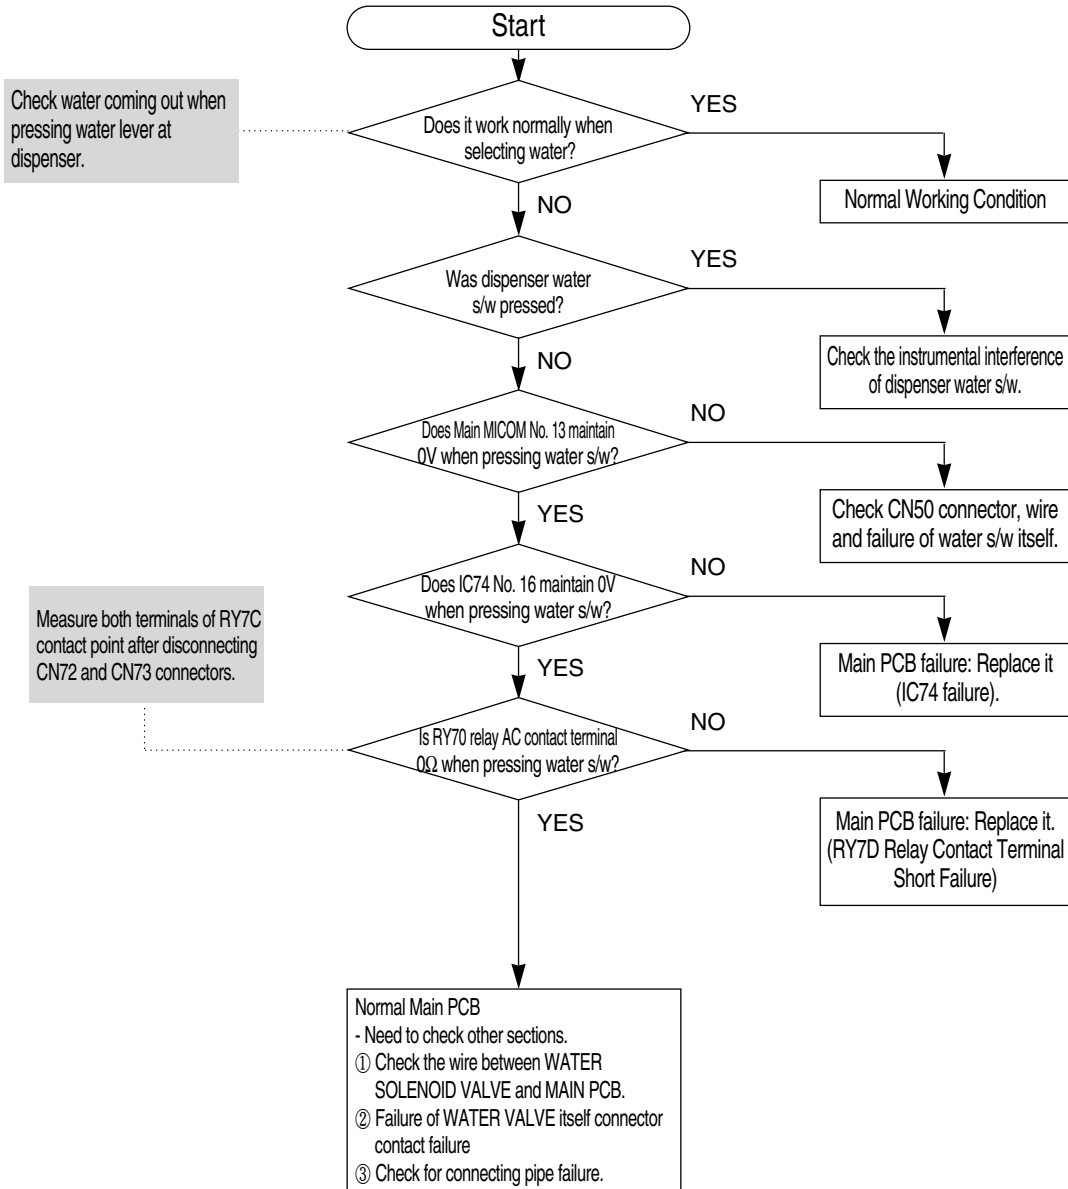 Start
Check water coming out when
pressing water lever at
dispenser.
Does it work normally when
selecting water?
YES
Normal Working Condition
NO
Was dispenser water
s/w pressed?
YES
Check the instrumental interference
of dispenser water s/w.
NO
Does Main MICOM No. 13 maintain
0V when pressing water s/w?
NO
Check CN50 connector, wire
and failure of water s/w itself.
YES
Does IC74 No. 16 maintain 0V
when pressing water s/w?
NO
Main PCB failure: Replace it
(IC74 failure).
YES
Measure both terminals of RY7C
contact point after disconnecting
CN72 and CN73 connectors.
Is RY70 relay AC contact terminal
0Ω when pressing water s/w?
NO
Main PCB failure: Replace it.
(RY7D Relay Contact Terminal
Short Failure)
YES
Normal Main PCB
- Need to check other sections.
① Check the wire between WATER
SOLENOID VALVE and MAIN PCB.
② Failure of WATER VALVE itself connector
contact failure
③ Check for connecting pipe failure.